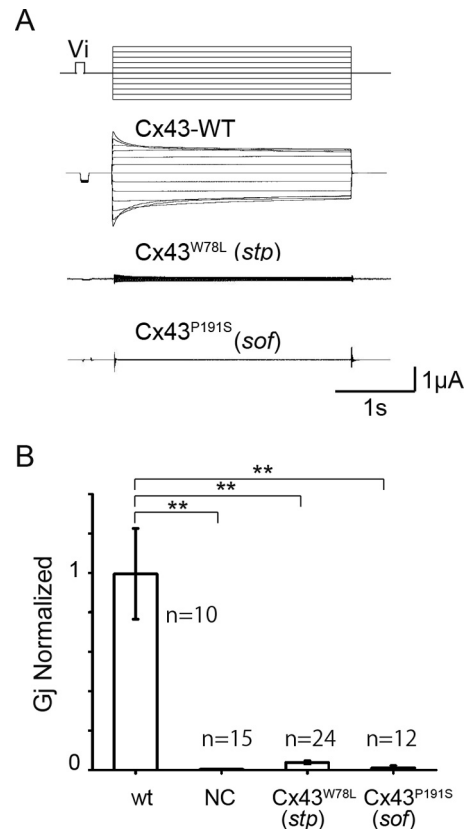 A
Vi
Cx43-WT
Cx43W78L (stp)
Cx43P191S (sof)
1µA
1s
B
**
**
**
Gj Normalized
1
n=10
n=15 n=24 n=12
0
wt NC Cx43W78L (stp) Cx43P191S (sof)